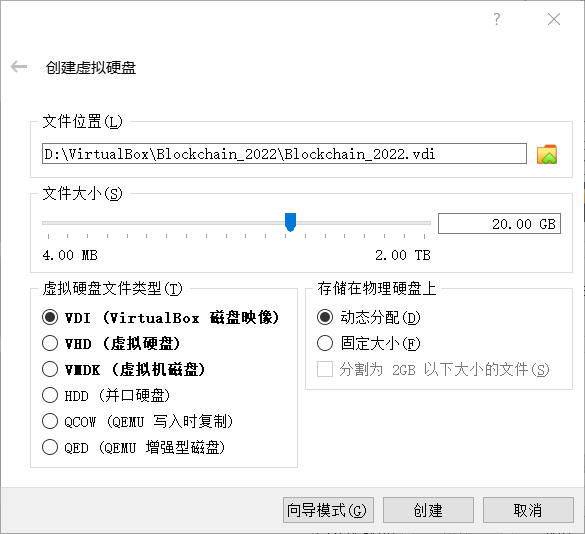 ?
创建虚拟硬盘
文件位置(L)
D:\VirtualBox\Blockchain_2022\Blockchain_2022.vdi
文件大小(S)
20.00 GB
4.00 MB
2.00 TB
虚拟硬盘文件类型(T)
VDI (VirtualBox 磁盘映像)
VHD (虚拟硬盘)
VMDK (虚拟机磁盘)
HDD (并口硬盘)
QCOW (QEMU 写入时复制)
QED (QEMU 增强型磁盘)
存储在物理硬盘上
动态分配(D)
固定大小(F)
分割为 2GB 以下大小的文件(S)
向导模式(G)
创建
取消